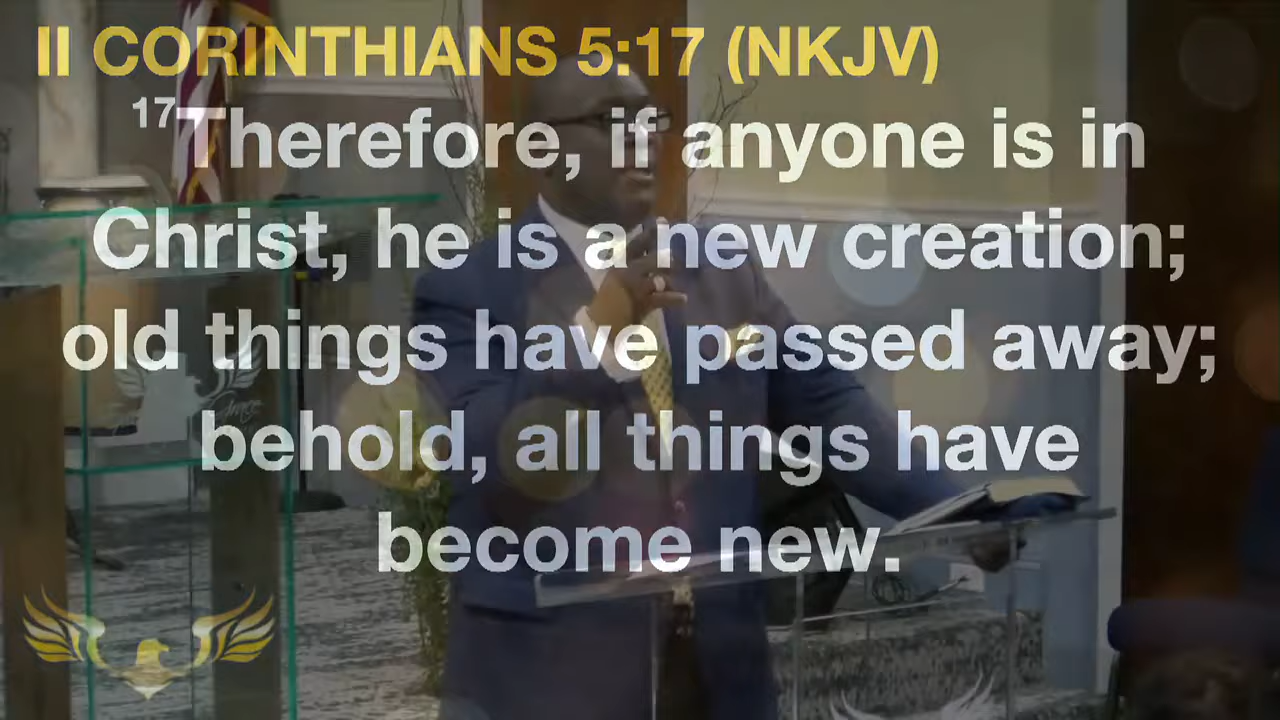 II CORINTHIANS 5:17 (NKJV)
17Therefore, if anyone is in
Christ, he is a new creation;
old things have passed away;
behold, all things have
become new.
Grace